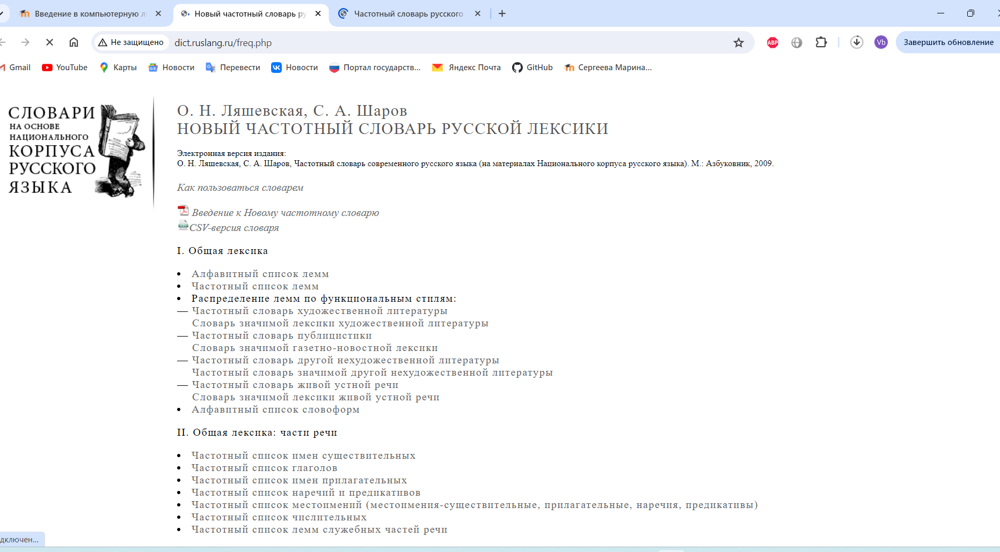 Введение в компьютерную л
Новый частотный словарь ру
Частотный словарь русского
Не защищено
dict.ruslang.ru/freq.php
ABP
Vb
Завершить обновление
Gmail
YouTube
Карты
Новости
Перевести
Новости
Портал государств...
Яндекс Почта
GitHub
Сергеева Марина...
СЛОВАРИ
НА ОСНОВЕ
НАЦИОНАЛЬНОГО
КОРПУСА
РУССКОГО
ЯЗЫКА
О. Н. Ляшевская, С. А. Шаров
НОВЫЙ ЧАСТОТНЫЙ СЛОВАРЬ РУССКОЙ ЛЕКСИКИ
Электронная версия издания:
О. Н. Ляшевская, С. А. Шаров, Частотный словарь современного русского языка (на материалах Национального корпуса русского языка). М.: Азбуковник, 2009.
Как пользоваться словарем
Введение к Новому частотному словарю
CSV-версия словаря
I. Общая лексика
• Алфавитный список лемм
• Частотный список лемм
• Распределение лемм по функциональным стилям:
— Частотный словарь художественной литературы
Словарь значимой лексики художественной литературы
— Частотный словарь публицистики
Словарь значимой газетно-новостной лексики
— Частотный словарь другой нехудожественной литературы
Частотный словарь значимой другой нехудожественной литературы
— Частотный словарь живой устной речи
Словарь значимой лексики живой устной речи
• Алфавитный список словоформ
II. Общая лексика: части речи
• Частотный список имен существительных
• Частотный список глаголов
• Частотный список имен прилагательных
• Частотный список наречий и предикативов
• Частотный список местоимений (местоимения-существительные, прилагательные, наречия, предикативы)
• Частотный список числительных
• Частотный список лемм служебных частей речи
дключен...